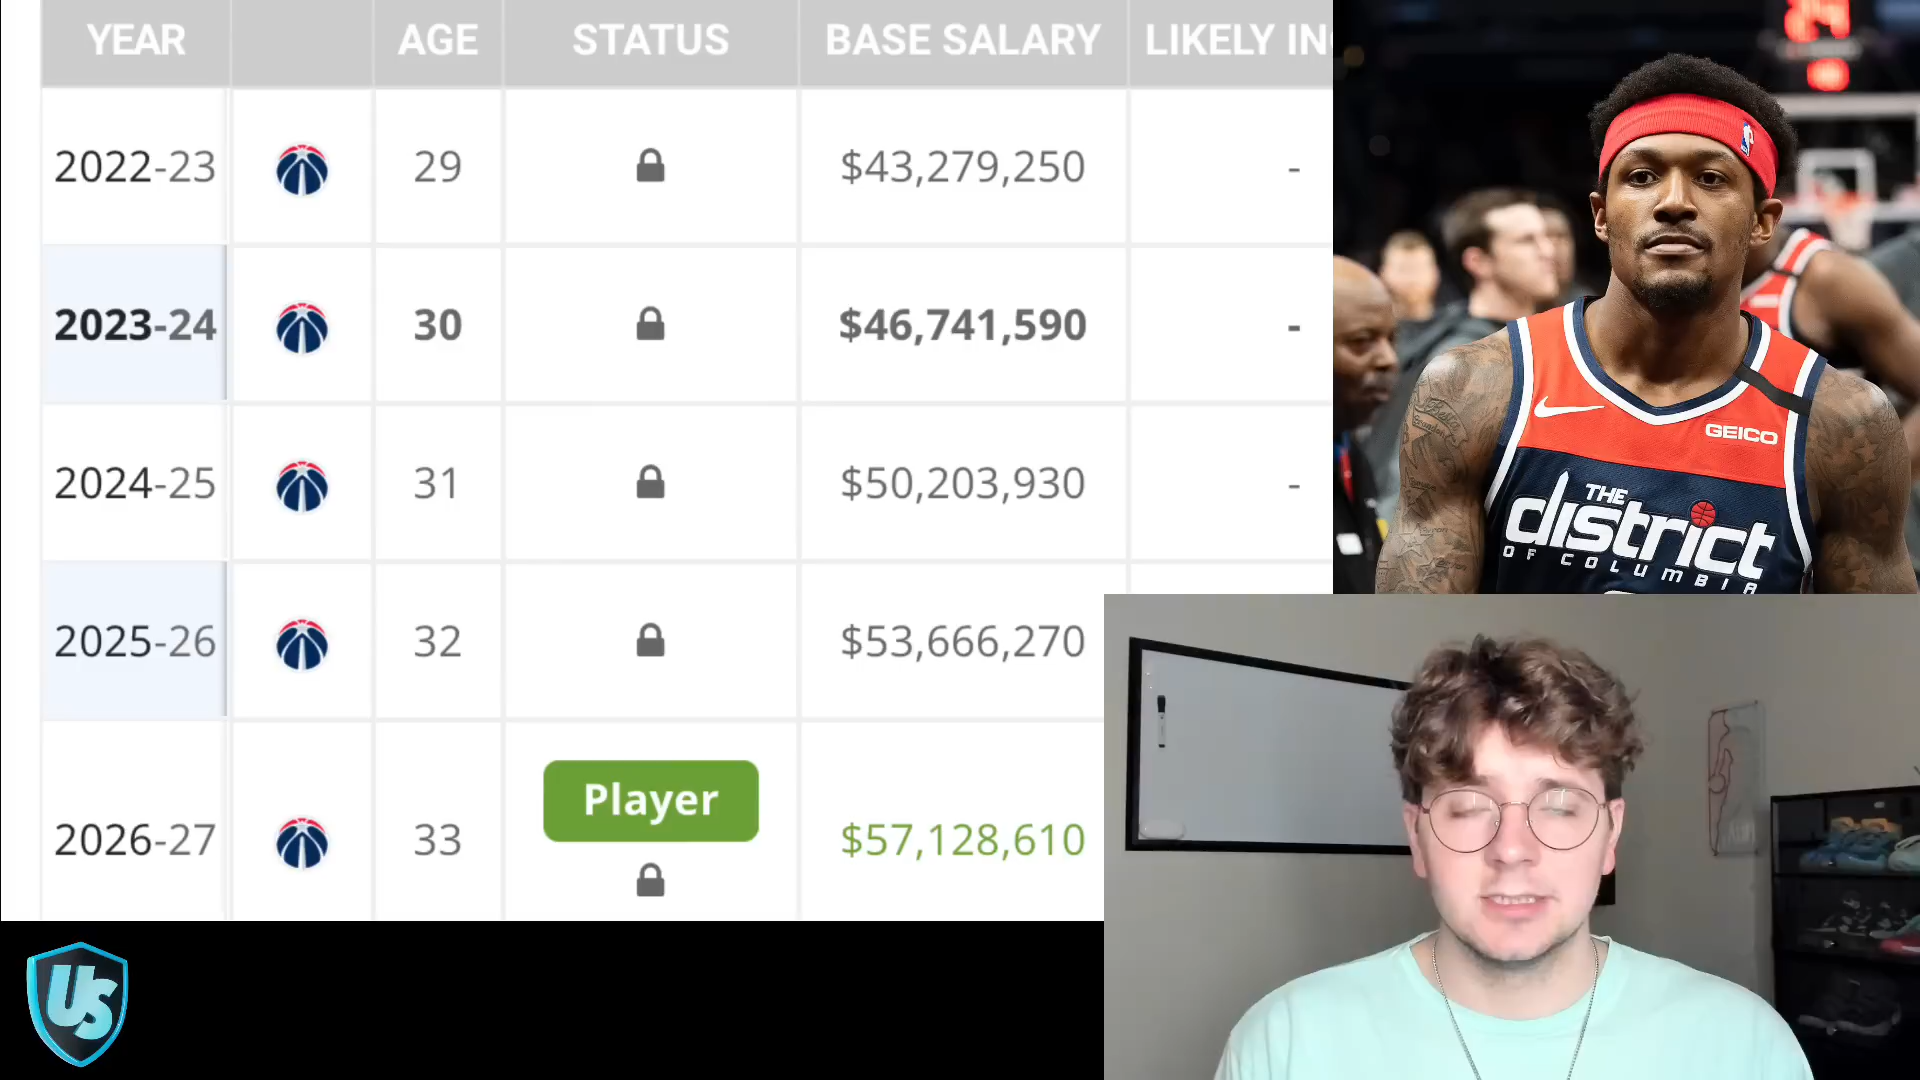 YEAR AGE STATUS BASE SALARY LIKELY IN
2022-23 29 $43,279,250 -
2023-24 30 $46,741,590 -
2024-25 31 $50,203,930 -
2025-26 32 $53,666,270
Player
2026-27 33 $57,128,610
GEICO
THE
district
OF COLUMBIA
US